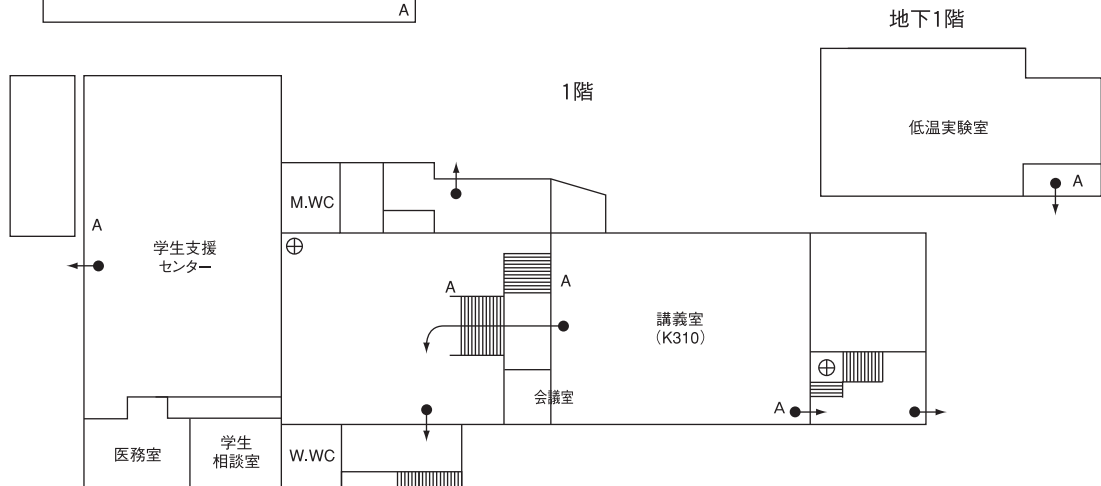 A
地下1階
1階
低温実験室
A
M.WC
A
学生支援
センター
A
A
講義室
（K310）
会議室
A
医務室
学生
相談室
W.WC